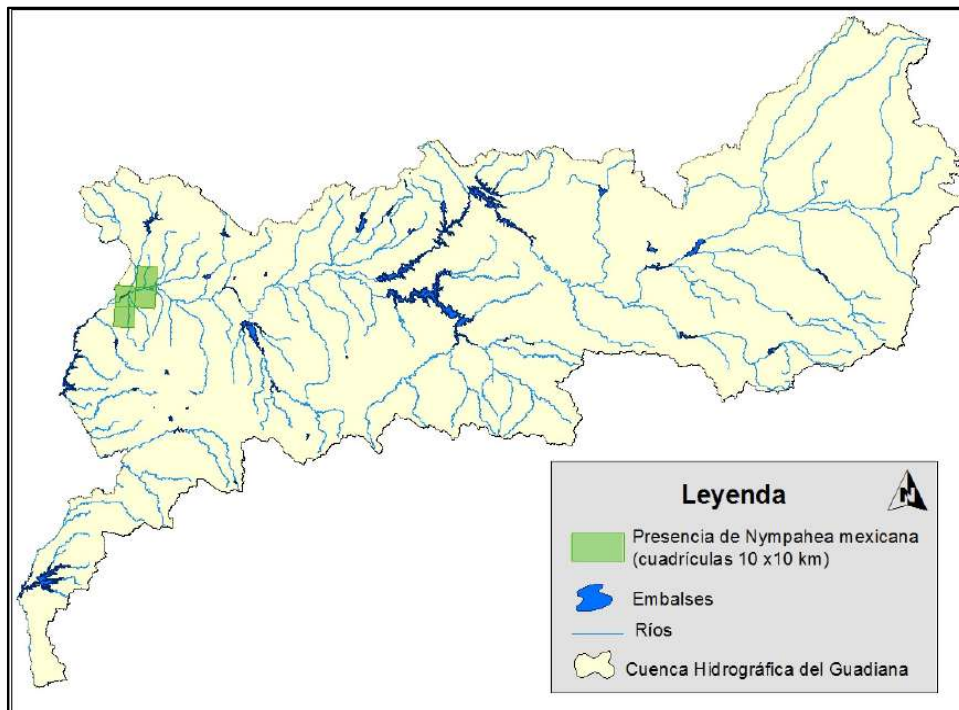 Leyenda
N
Presencia de Nympahea mexicana
(cuadrículas 10 x10 km)
Embalses
Ríos
Cuenca Hidrográfica del Guadiana